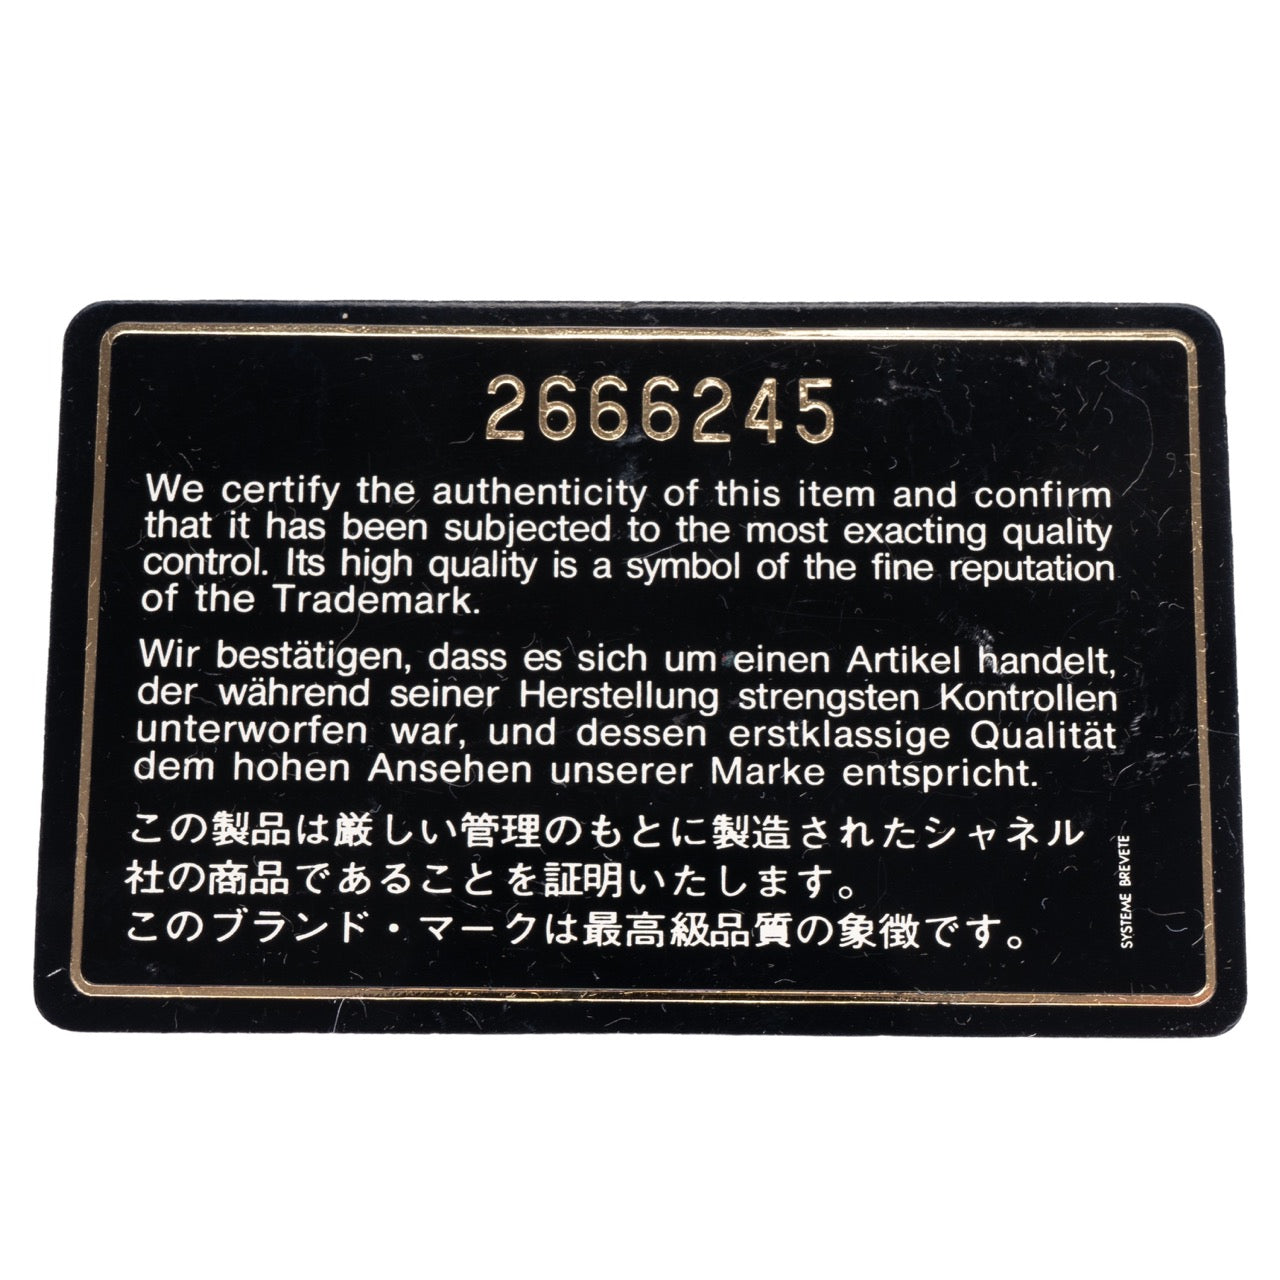 2666245
We certify the authenticity of this item and confirm
that it has been subjected to the most exacting quality
control. Its high quality is a symbol of the fine reputation
of the Trademark.
Wir bestätigen, dass es sich um einen Artikel handelt,
der während seiner Herstellung strengsten Kontrollen
unterworfen war, und dessen erstklassige Qualität
dem hohen Ansehen unserer Marke entspricht.
この製品は厳しい管理のもとに製造されたシャネル
社の商品であることを証明いたします。
このブランド・マークは最高級品質の象徴です。
SYSTEME BREVETE